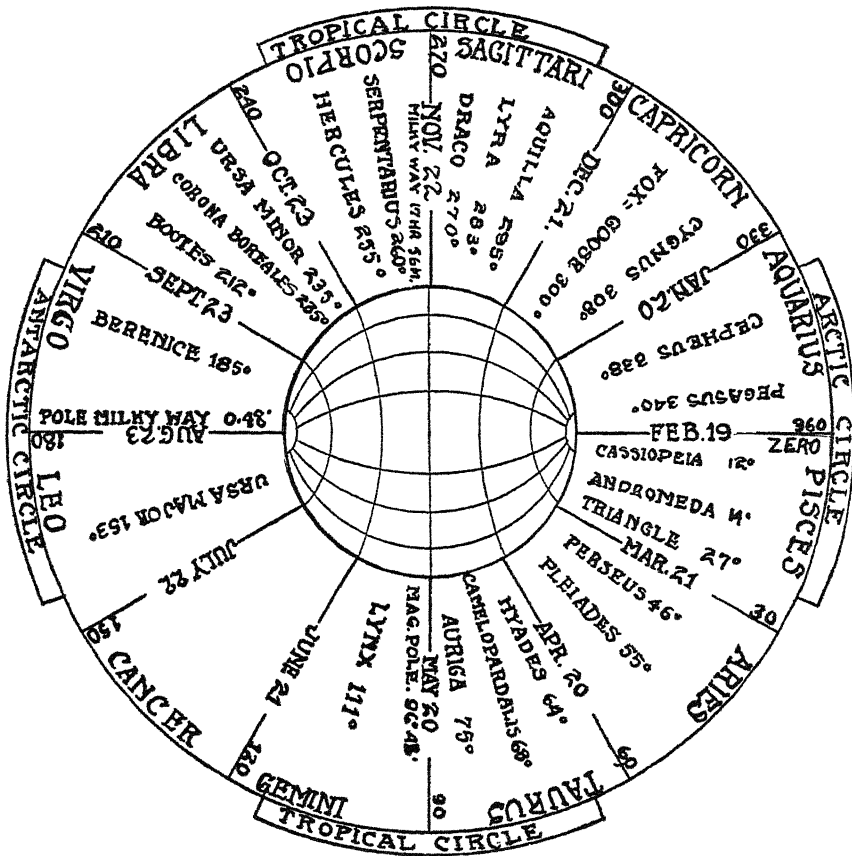 TROPICAL CIRCLE
SCORPIO
270
SAGITTARI
300
CAPRICORN
330
AQUARIUS
ARCTIC CIRCLE
360
ZERO
PISCES
30
ARIES
60
TAURUS
90
TROPICAL CIRCLE
GEMINI
120
CANCER
150
LEO
180
ANTARCTIC CIRCLE
VIRGO
210
LIBRA
240
HERCULES 255°
SERPENTARIUS 260°
MILKY WAY 17HR 56M.
NOV. 22
DRACO 270°
LYRA 283°
AQUILLA 295°
DEC. 21.
FOX= GOOSE 300°
CYGNUS 308°
JAN. 20
CEPHEUS 338°
PEGASUS 340°
FEB. 19
CASSIOPEIA 12°
ANDROMEDA 14°
TRIANGLE 27°
MAR. 21
PERSEUS 46°
PLEIADES 55°
APR. 20
HYADES 64°
CAMELOPARDALIS 68°
AURIGA 75°
MAY 20
MAG. POLE. 96°48'
LYNX 111°
JUNE 21
JULY 22
URSA MAJOR 153°
AUG 23
POLE MILKY WAY 0.48'
BERENICE 185°
SEPT. 23
BOOTES 212°
CORONA BOREALES 235°
URSA MINOR 235°
OCT. 23